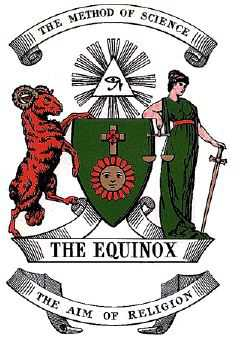 THE METHOD OF SCIENCE
THE EQUINOX
THE AIM OF RELIGION